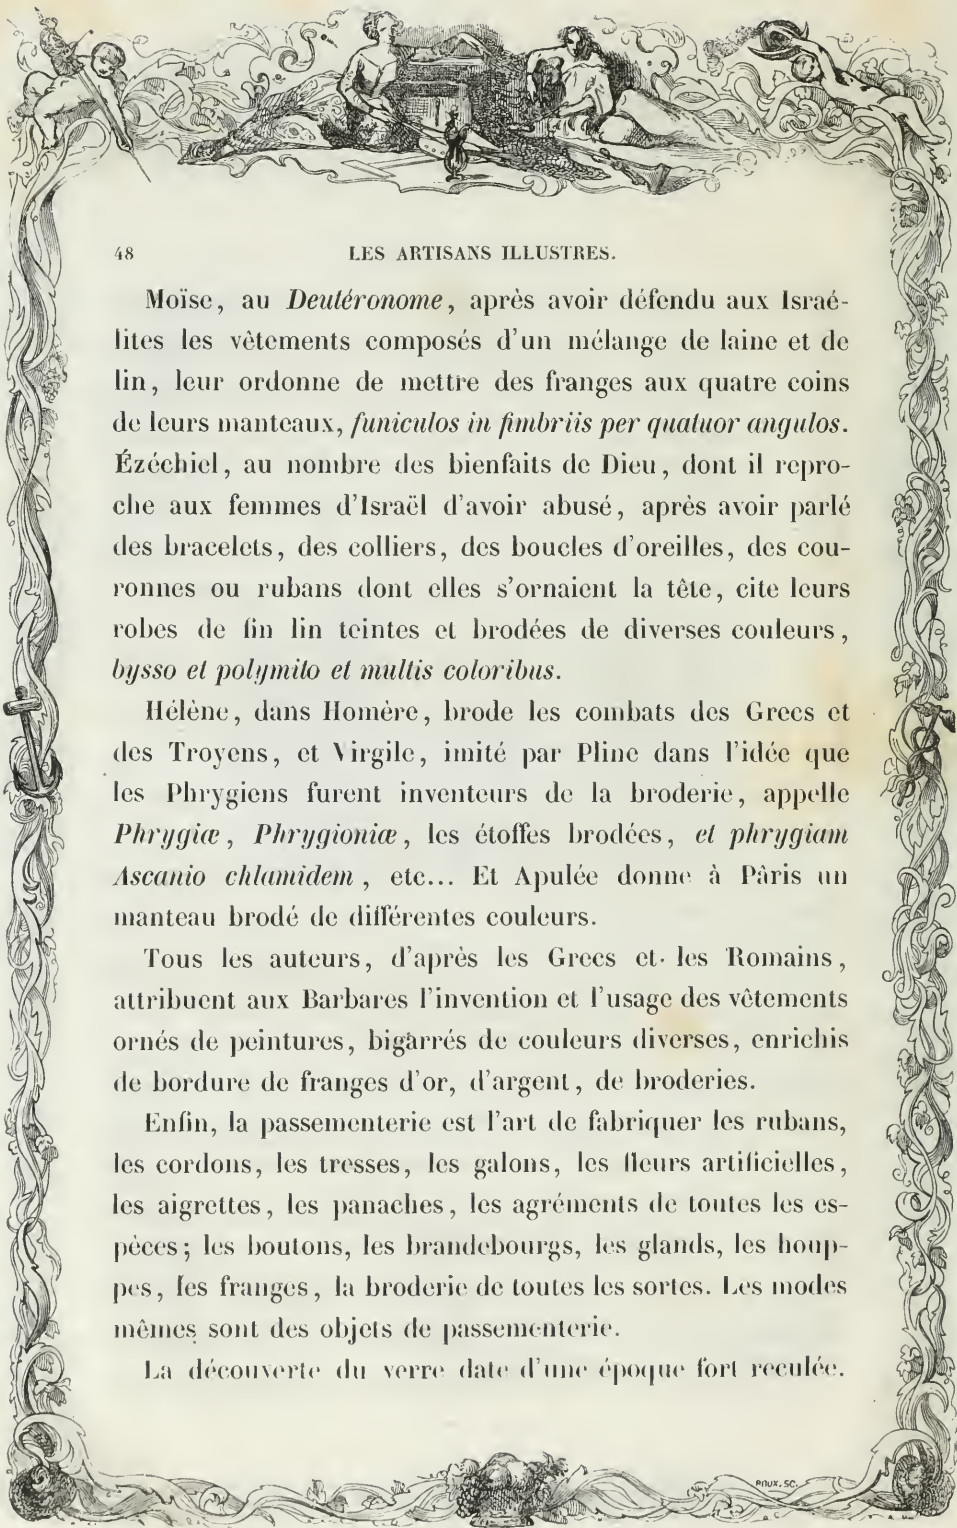 48 LES ARTISANS ILLUSTRES.
Moïse, au Deutéronome, après avoir défendu aux Israé-
lites les vêtements composés d'un mélange de laine et de
lin, leur ordonne de mettre des franges aux quatre coins
de leurs manteaux, funiculos in fimbriis per quatuor angulos.
Ézéchiel, au nombre des bienfaits de Dieu, dont il repro-
che aux femmes d'Israël d'avoir abusé, après avoir parlé
des bracelets, des colliers, des boucles d'oreilles, des cou-
ronnes ou rubans dont elles s'ornaient la tête, cite leurs
robes de fin lin teintes et brodées de diverses couleurs,
bysso et polymito et multis coloribus.
Hélène, dans Homère, brode les combats des Grecs et
des Troyens, et Virgile, imité par Pline dans l'idée que
les Phrygiens furent inventeurs de la broderie, appelle
Phrygiæ, Phrygioniæ, les étoffes brodées, et phrygiam
Ascanio chlamidem, etc... Et Apulée donne à Pâris un
manteau brodé de différentes couleurs.
Tous les auteurs, d'après les Grecs et les Romains,
attribuent aux Barbares l'invention et l'usage des vêtements
ornés de peintures, bigarrés de couleurs diverses, enrichis
de bordure de franges d'or, d'argent, de broderies.
Enfin, la passementerie est l'art de fabriquer les rubans,
les cordons, les tresses, les galons, les fleurs artificielles,
les aigrettes, les panaches, les agréments de toutes les es-
pèces; les boutons, les brandebourgs, les glands, les houp-
pes, les franges, la broderie de toutes les sortes. Les modes
mêmes sont des objets de passementerie.
La découverte du verre date d'une époque fort reculée.
ROUX. SC.